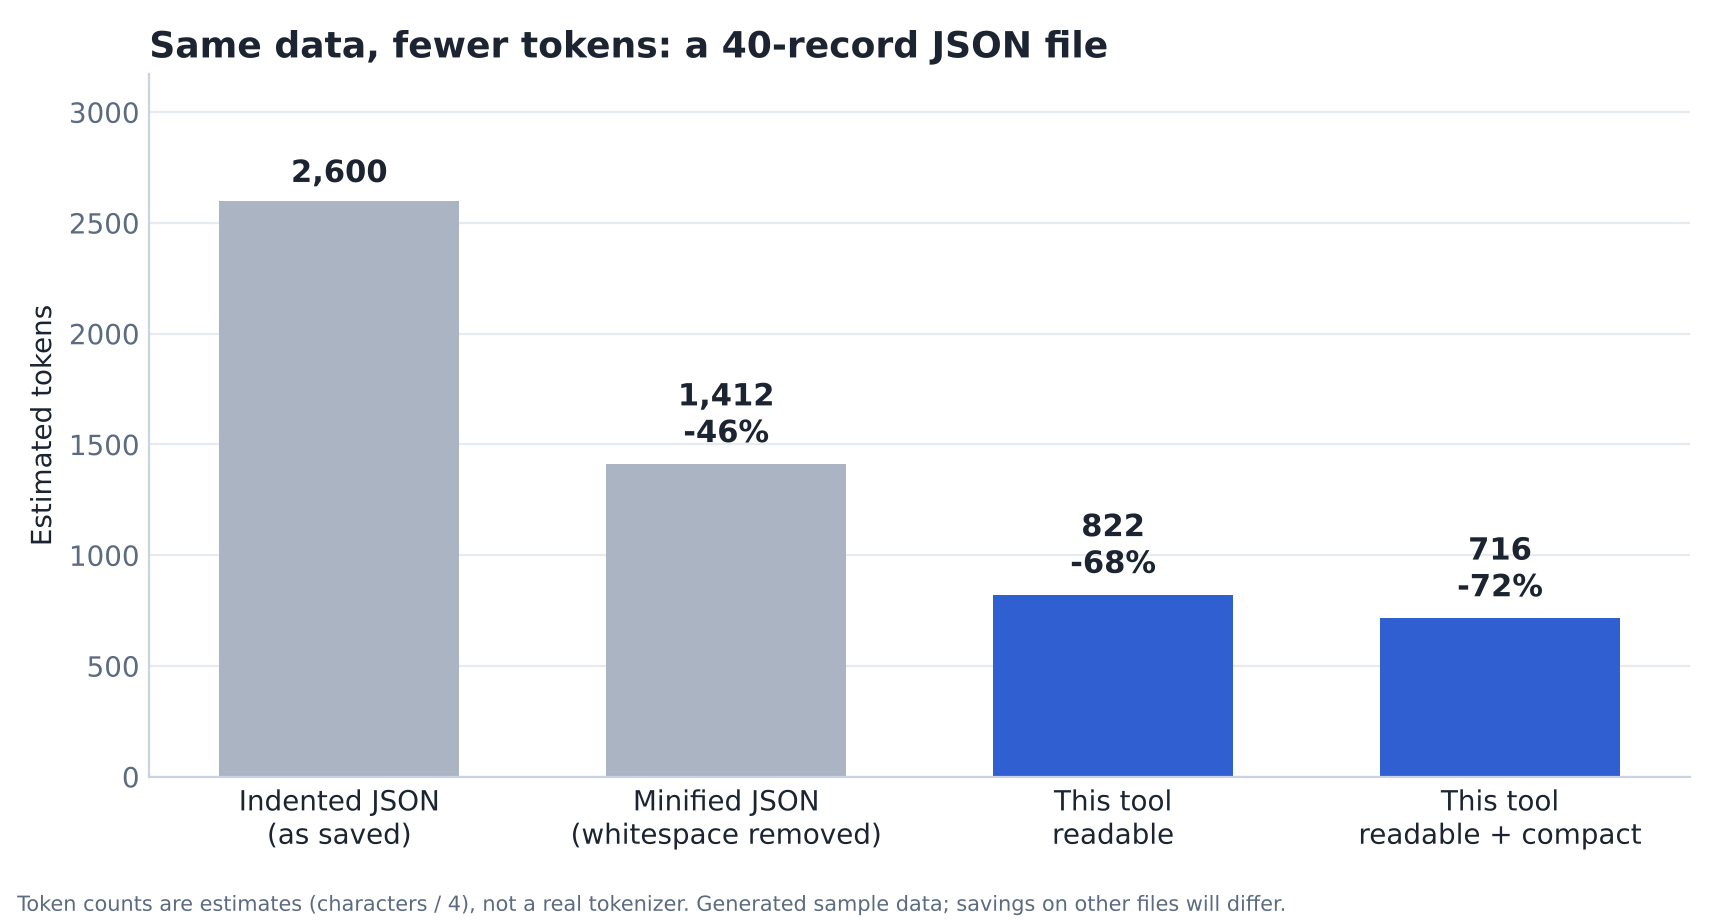 Same data, fewer tokens: a 40-record JSON file
Estimated tokens
3000
2500
2000
1500
1000
500
0
2,600
1,412
-46%
822
-68%
716
-72%
Indented JSON
(as saved)
Minified JSON
(whitespace removed)
This tool
readable
This tool
readable + compact
Token counts are estimates (characters / 4), not a real tokenizer. Generated sample data; savings on other files will differ.